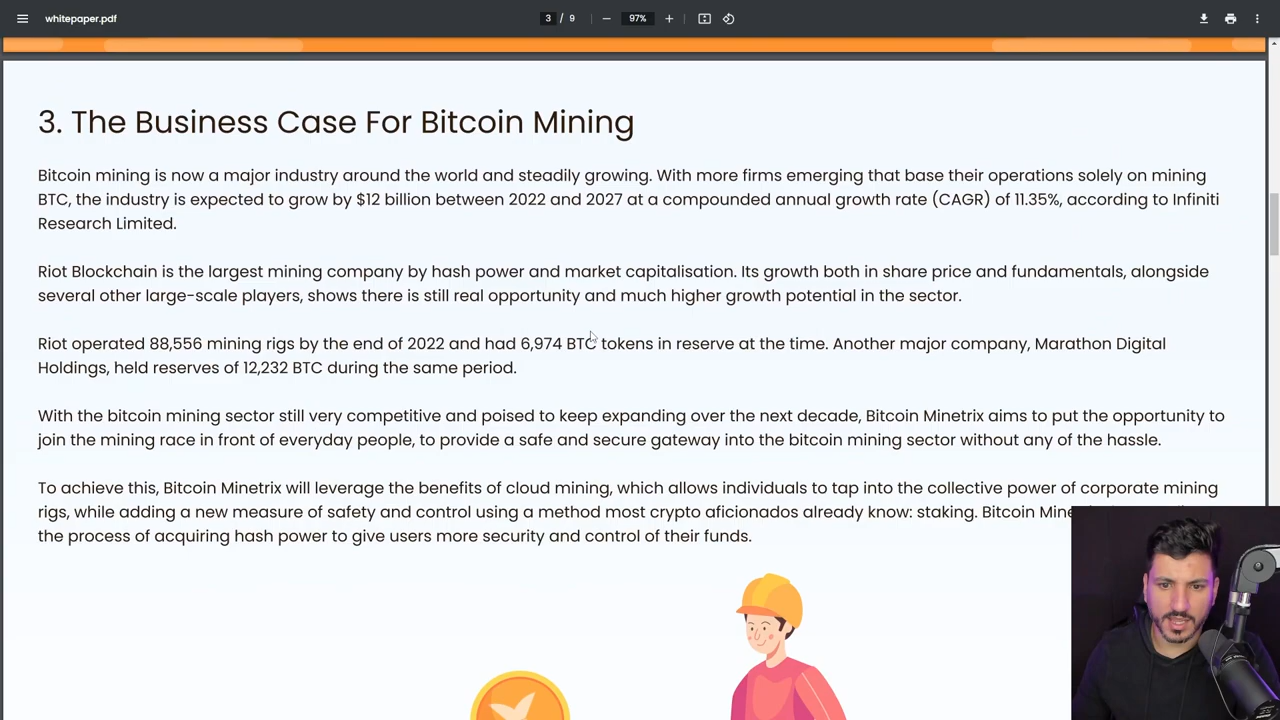 whitepaper.pdf
3 / 9
97%
3. The Business Case For Bitcoin Mining
Bitcoin mining is now a major industry around the world and steadily growing. With more firms emerging that base their operations solely on mining
BTC, the industry is expected to grow by $12 billion between 2022 and 2027 at a compounded annual growth rate (CAGR) of 11.35%, according to Infiniti
Research Limited.
Riot Blockchain is the largest mining company by hash power and market capitalisation. Its growth both in share price and fundamentals, alongside
several other large-scale players, shows there is still real opportunity and much higher growth potential in the sector.
Riot operated 88,556 mining rigs by the end of 2022 and had 6,974 BTC tokens in reserve at the time. Another major company, Marathon Digital
Holdings, held reserves of 12,232 BTC during the same period.
With the bitcoin mining sector still very competitive and poised to keep expanding over the next decade, Bitcoin Minetrix aims to put the opportunity to
join the mining race in front of everyday people, to provide a safe and secure gateway into the bitcoin mining sector without any of the hassle.
To achieve this, Bitcoin Minetrix will leverage the benefits of cloud mining, which allows individuals to tap into the collective power of corporate mining
rigs, while adding a new measure of safety and control using a method most crypto aficionados already know: staking. Bitcoin
the process of acquiring hash power to give users more security and control of their funds.